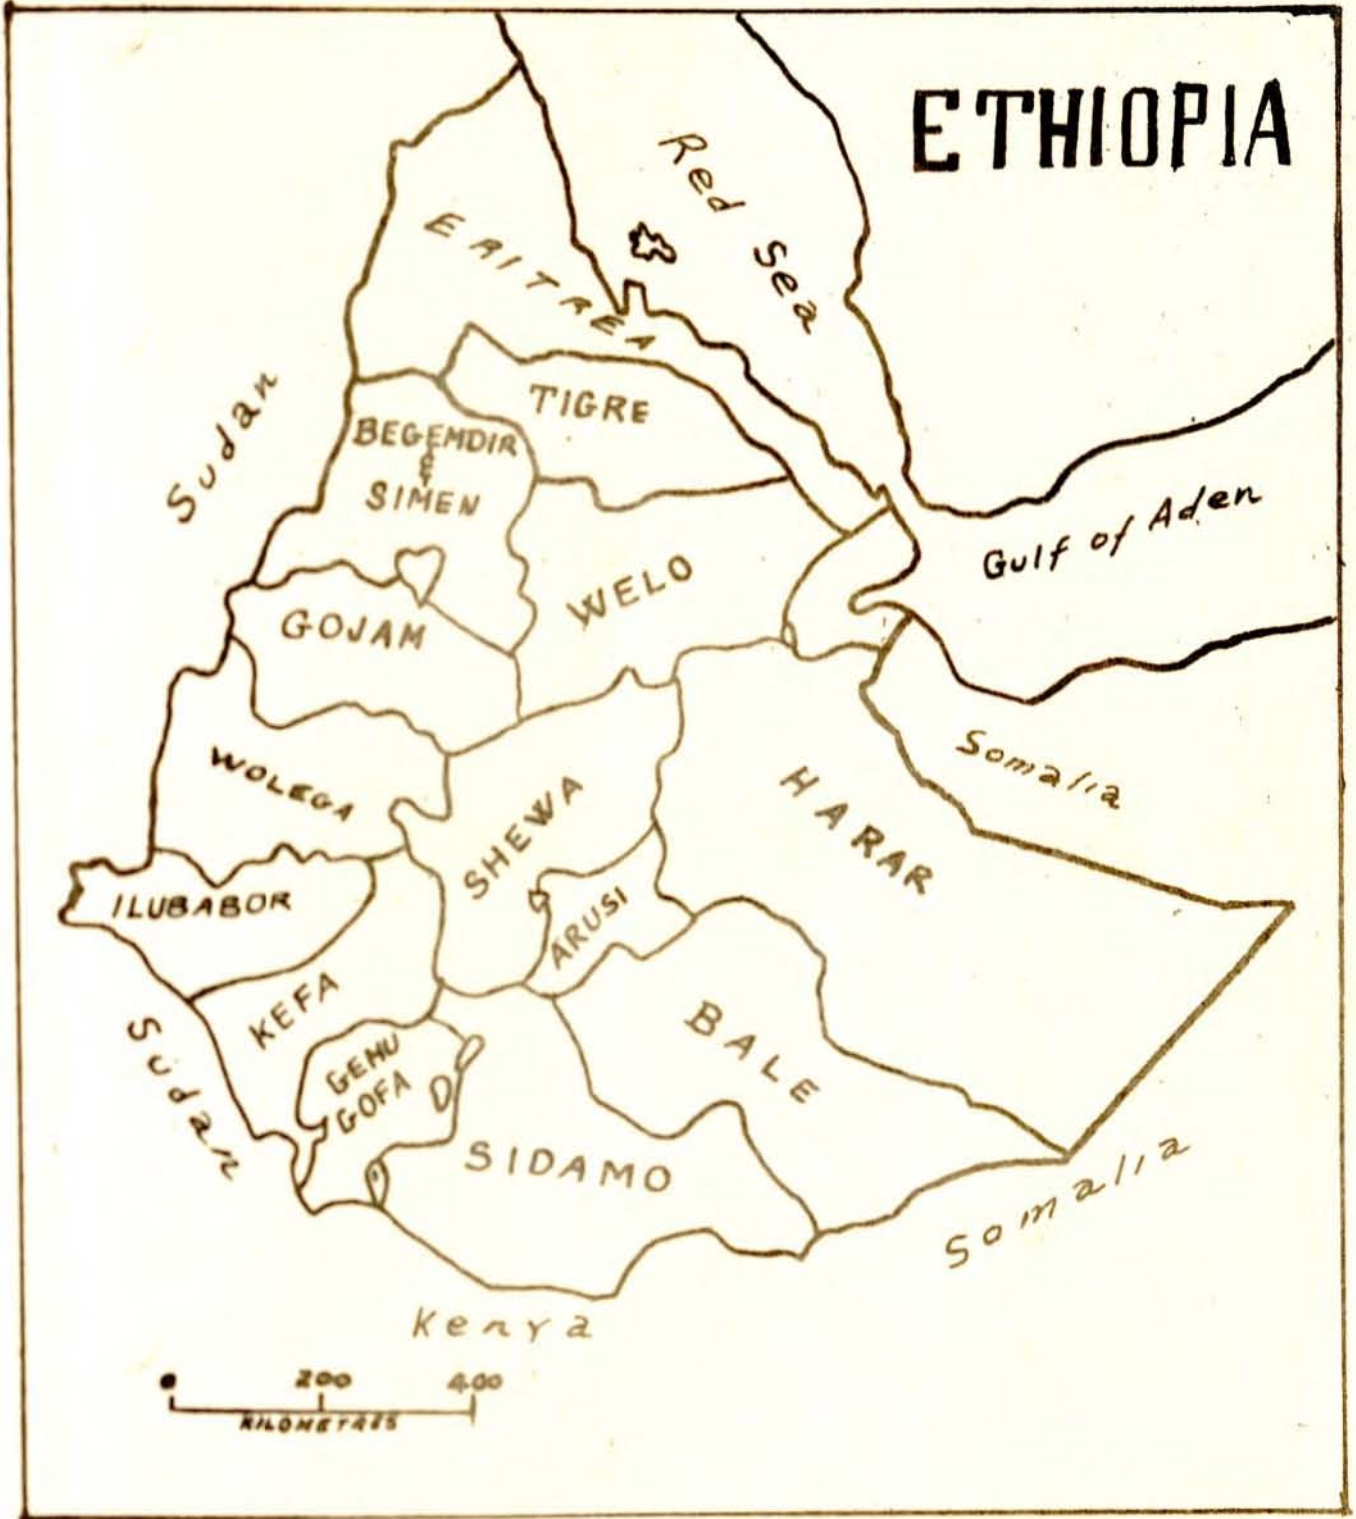 ETHIOPIA
Red Sea
ERITREA
Sudan
TIGRE
BEGEMDIR
&
SIMEN
Gulf of Aden
WELO
GOJAM
WOLEGA
Somalia
HARAR
SHEWA
ARUSI
ILUBABOR
KEFA
BALE
Sudan
GEMU
GOFA
SIDAMO
Somalia
Kenya
200 400
KILOMETRES